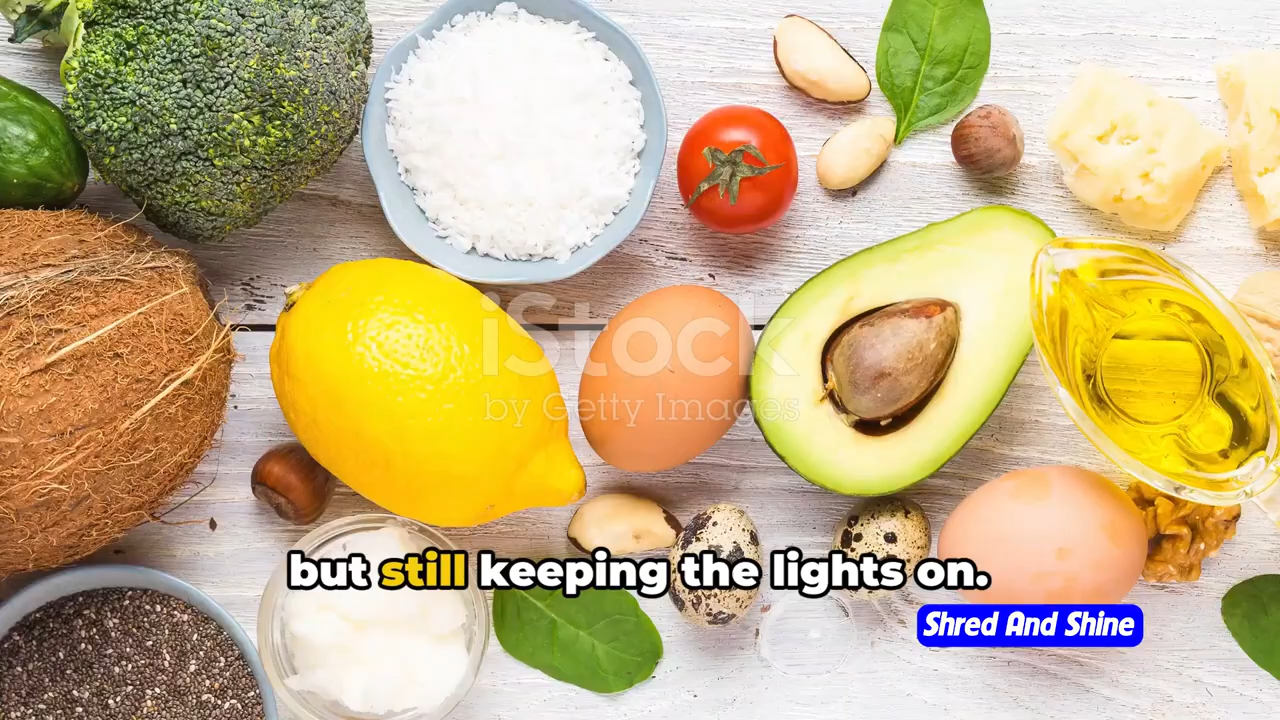 iStock
by Getty Images
but still keeping the lights on.
Shred And Shine